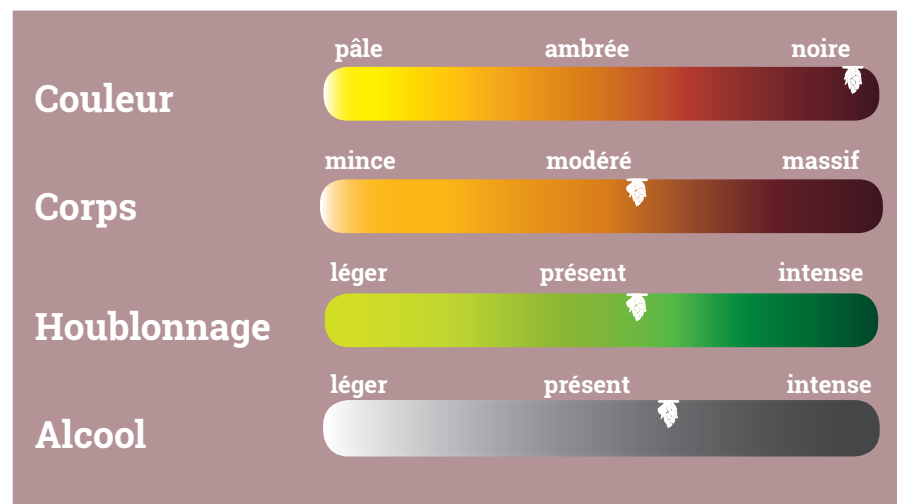 pâle ambrée noire
Couleur
mince modéré massif
Corps
léger présent intense
Houblonnage
léger présent intense
Alcool